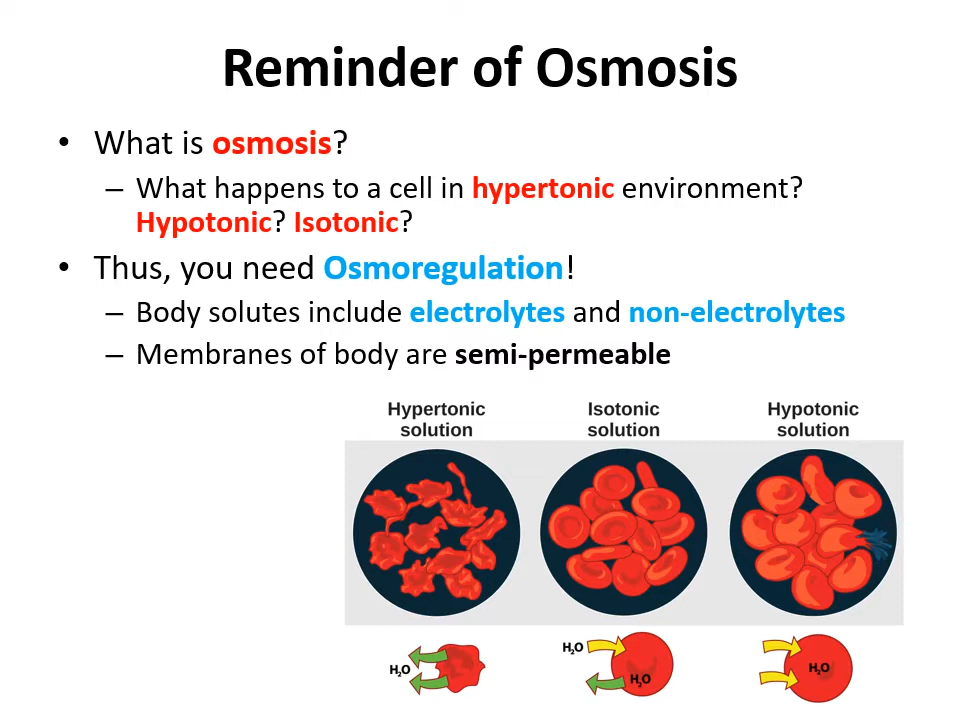 Reminder of Osmosis
• What is osmosis?
– What happens to a cell in hypertonic environment?
Hypotonic? Isotonic?
• Thus, you need Osmoregulation!
– Body solutes include electrolytes and non-electrolytes
– Membranes of body are semi-permeable
Hypertonic
solution
Isotonic
solution
Hypotonic
solution
H₂O
H₂O
H₂O
H₂O